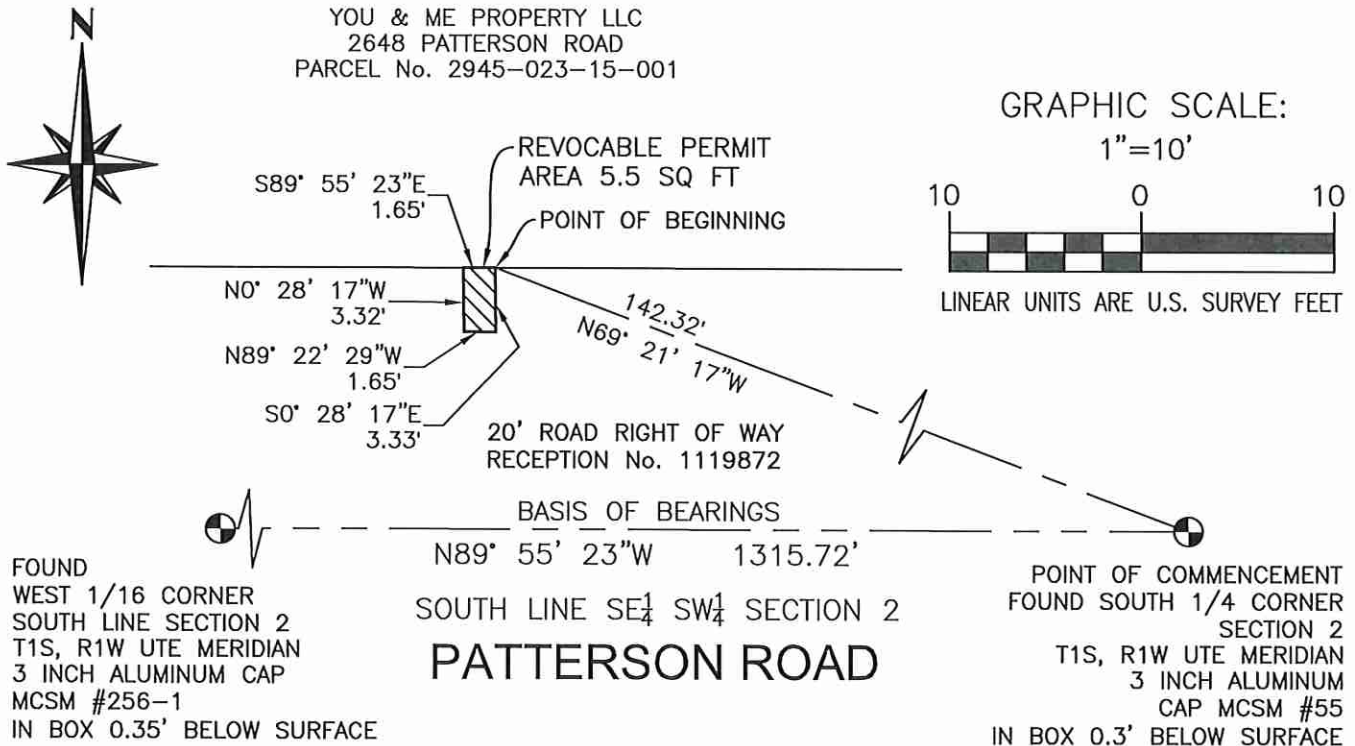 N
YOU & ME PROPERTY LLC
2648 PATTERSON ROAD
PARCEL No. 2945-023-15-001
GRAPHIC SCALE:
1"=10'
10 0 10
LINEAR UNITS ARE U.S. SURVEY FEET
REVOCABLE PERMIT
AREA 5.5 SQ FT
POINT OF BEGINNING
S89° 55' 23"E
1.65'
N0° 28' 17"W
3.32'
N89° 22' 29"W
1.65'
S0° 28' 17"E
3.33'
142.32'
N69° 21' 17"W
20' ROAD RIGHT OF WAY
RECEPTION No. 1119872
BASIS OF BEARINGS
N89° 55' 23"W 1315.72'
SOUTH LINE SE¼ SW¼ SECTION 2
PATTERSON ROAD
FOUND
WEST 1/16 CORNER
SOUTH LINE SECTION 2
T1S, R1W UTE MERIDIAN
3 INCH ALUMINUM CAP
MCSM #256-1
IN BOX 0.35' BELOW SURFACE
POINT OF COMMENCEMENT
FOUND SOUTH 1/4 CORNER
SECTION 2
T1S, R1W UTE MERIDIAN
3 INCH ALUMINUM
CAP MCSM #55
IN BOX 0.3' BELOW SURFACE